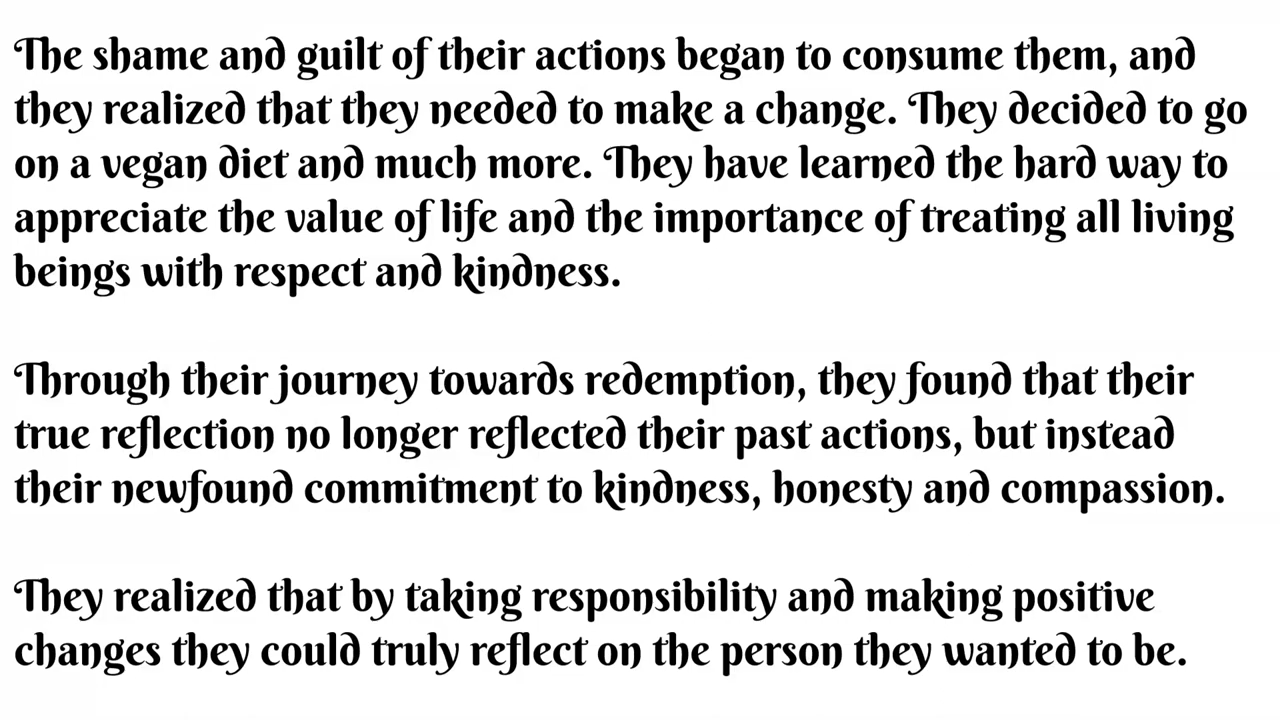 The shame and guilt of their actions began to consume them, and
they realized that they needed to make a change. They decided to go
on a vegan diet and much more. They have learned the hard way to
appreciate the value of life and the importance of treating all living
beings with respect and kindness.
Through their journey towards redemption, they found that their
true reflection no longer reflected their past actions, but instead
their newfound commitment to kindness, honesty and compassion.
They realized that by taking responsibility and making positive
changes they could truly reflect on the person they wanted to be.